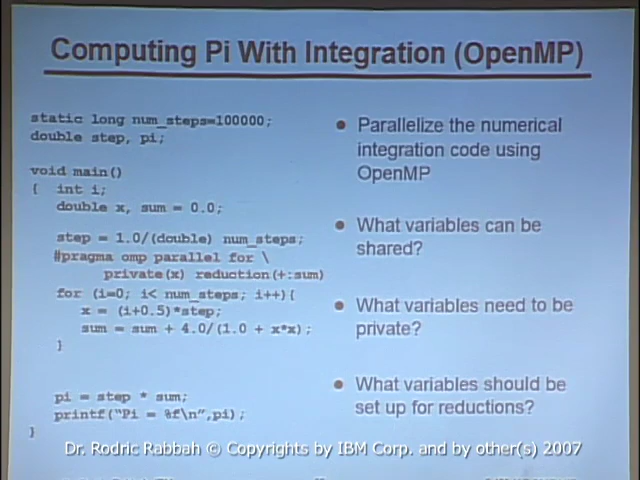 Computing Pi With Integration (OpenMP)
static long num_steps=100000;
double step, pi;
void main()
{ int i;
double x, sum = 0.0;
step = 1.0/(double) num_steps;
#pragma omp parallel for \
private(x) reduction(+:sum)
for (i=0; i< num_steps; i++){
x = (i+0.5)*step;
sum = sum + 4.0/(1.0 + x*x);
}
pi = step * sum;
printf("Pi = %f\n",pi);
}
• Parallelize the numerical
integration code using
OpenMP
• What variables can be
shared?
• What variables need to be
private?
• What variables should be
set up for reductions?
Dr. Rodric Rabbah © Copyrights by IBM Corp. and by other(s) 2007